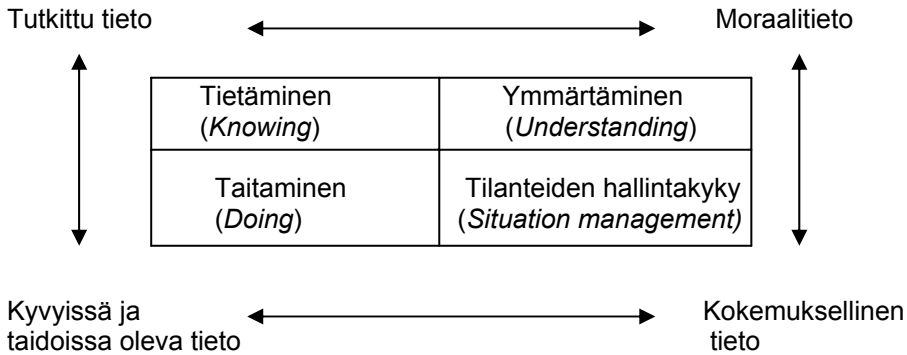 Tutkittu tieto
Moraalitieto
Tietäminen
(Knowing)
Ymmärtäminen
(Understanding)
Taitaminen
(Doing)
Tilanteiden hallintakyky
(Situation management)
Kyvyissä ja
taidoissa oleva tieto
Kokemuksellinen
tieto